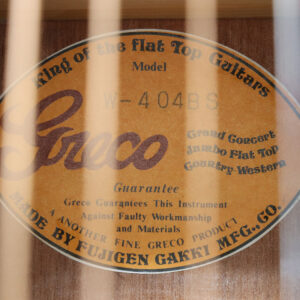 King of the flat Top Guitars
Model
W-404BS
Greco
Grand Concert
Jambo Flat Top
Country Western
Guarantee
Greco Guarantees This Instrument
Against Faulty Workmanship
and Materials
A ANOTHER FINE GRECO PRODUCT
MADE BY FUJIGEN GAKKI MFG., CO.